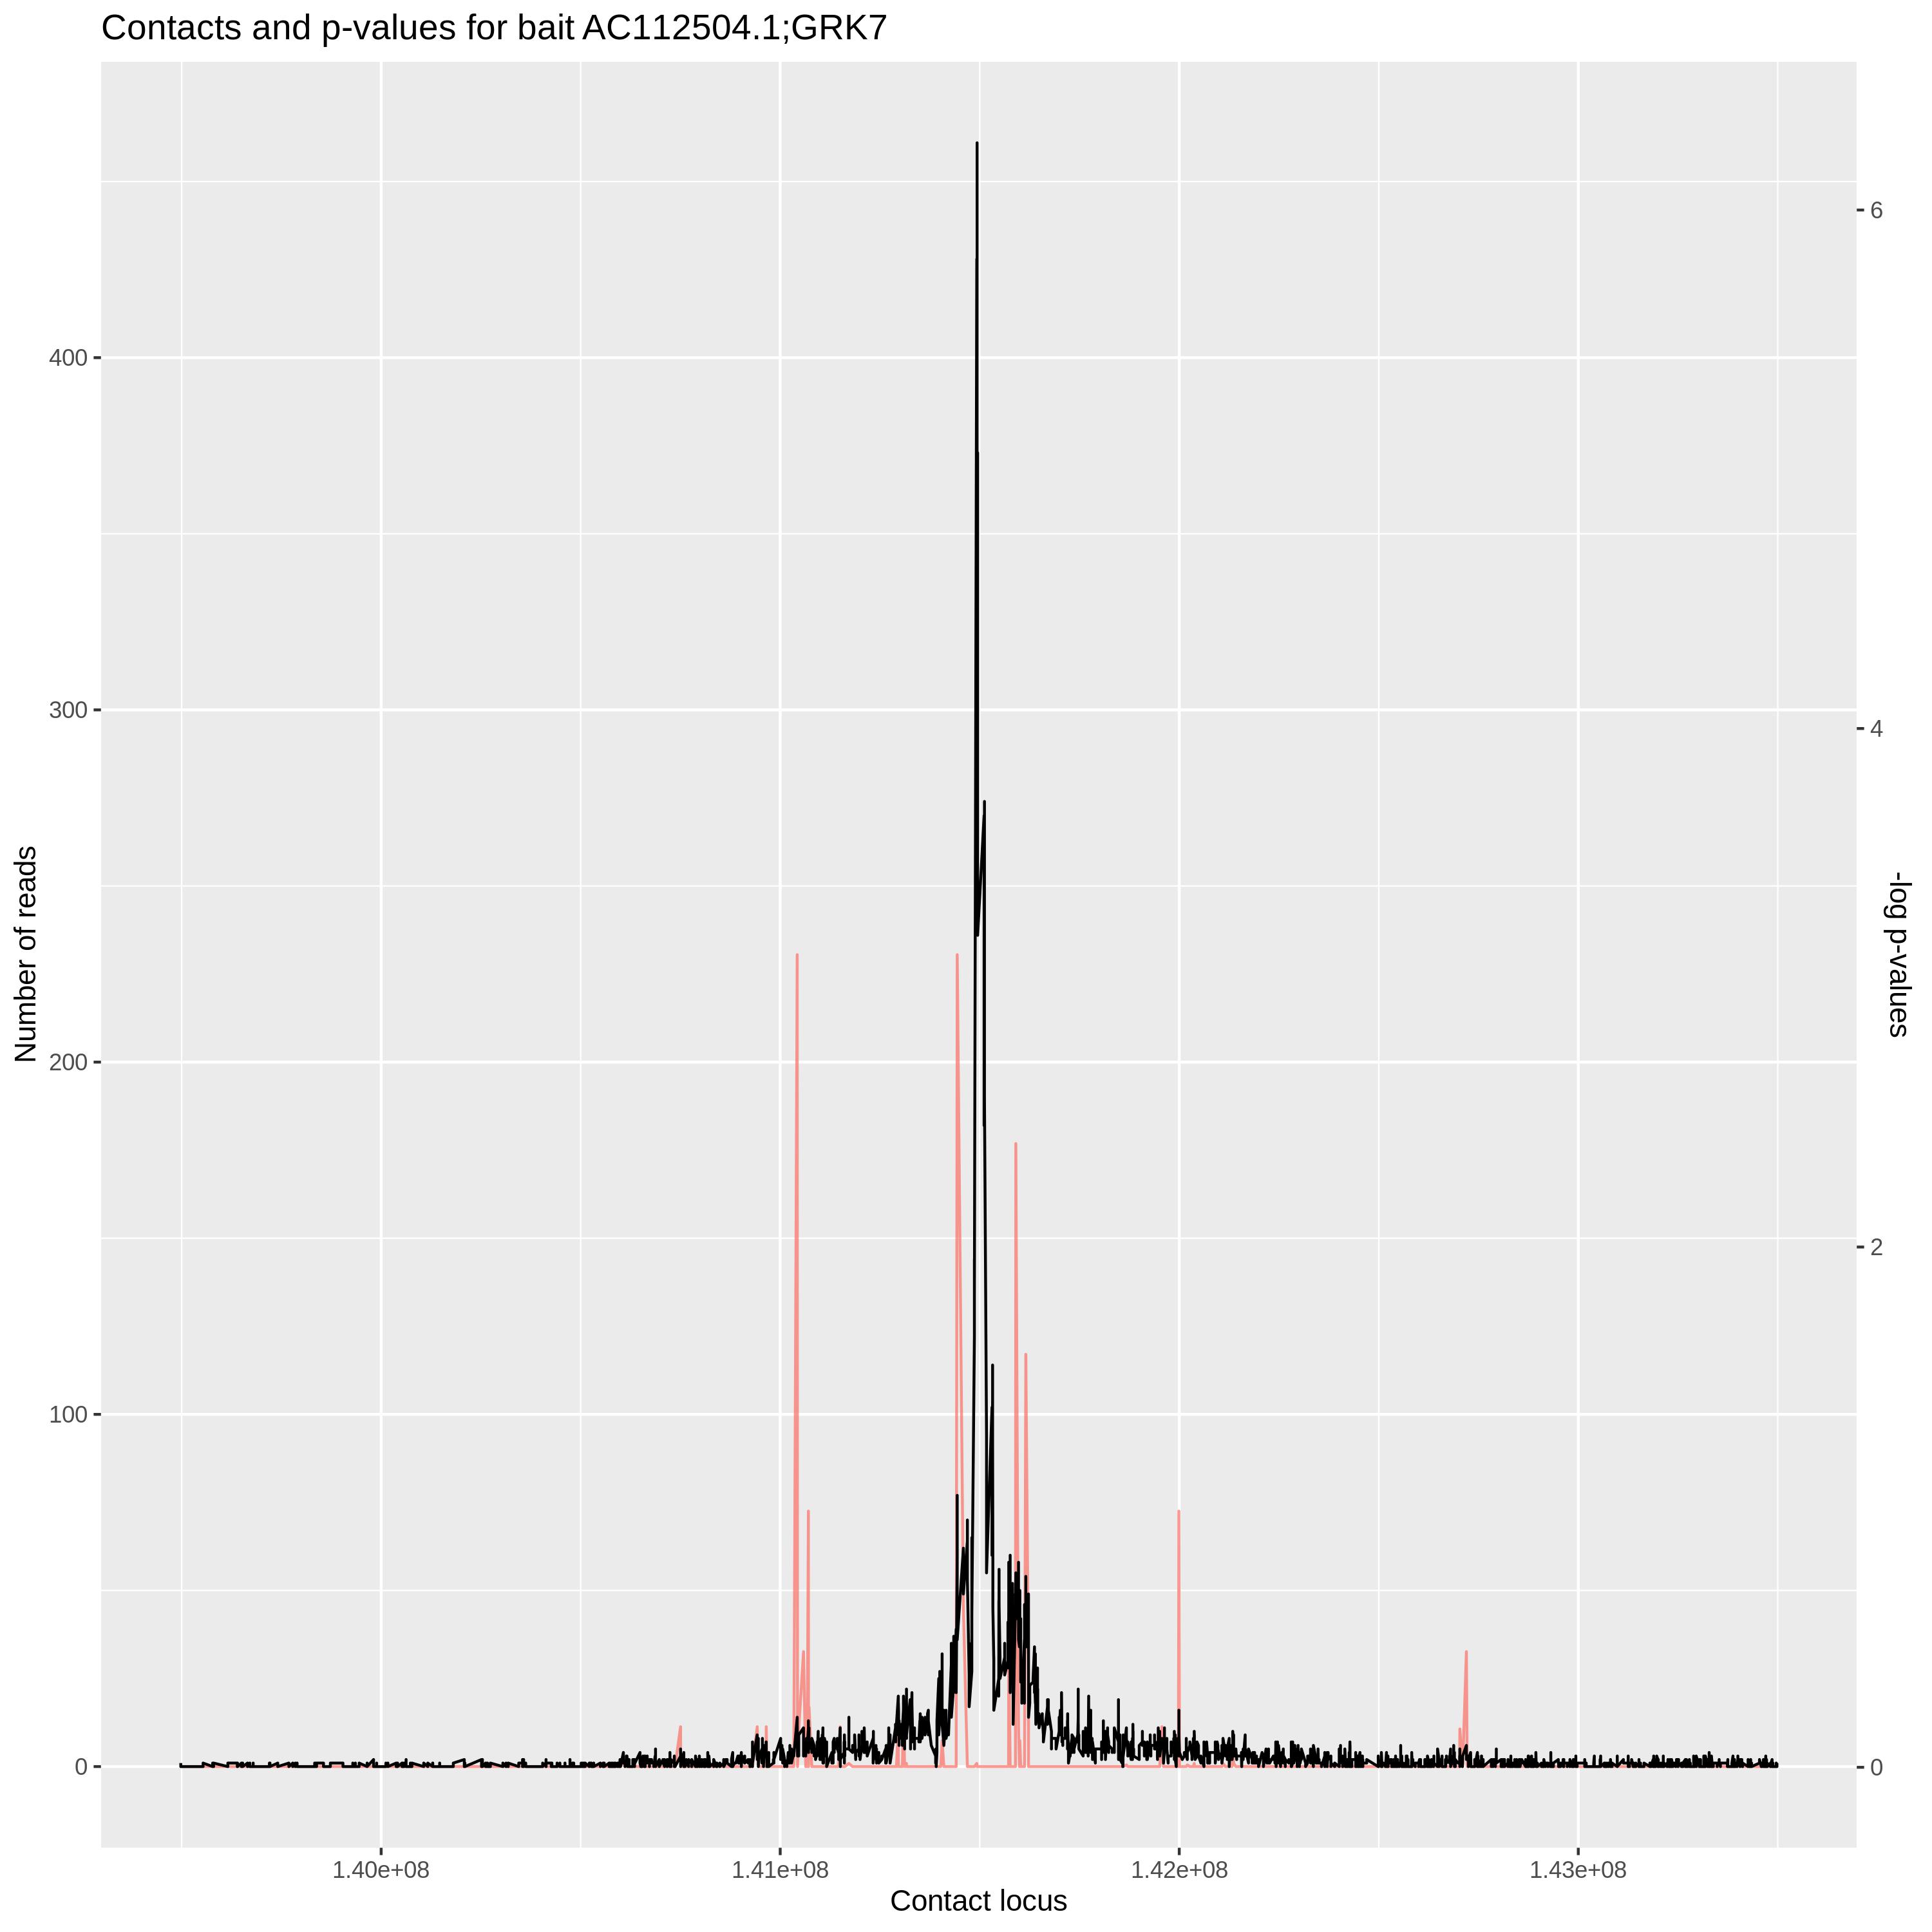 Contacts and p-values for bait AC112504.1;GRK7
Number of reads
400
300
200
100
0
6
4
2
0
-log p-values
1.40e+08
1.41e+08
1.42e+08
1.43e+08
Contact locus